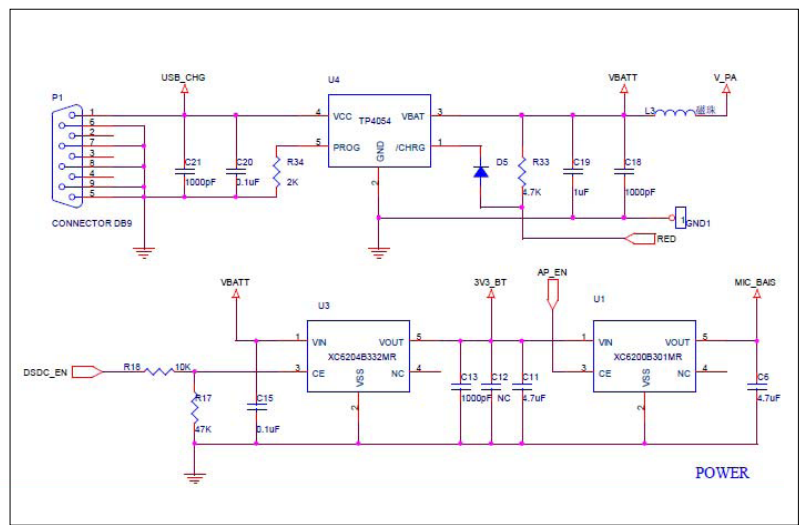 USB_CHG
U4
VBATT
V_PA
P1
L3 磁珠
1
6
2
7
3
8
4
9
5
4 VCC VBAT 3
TP4054
5 PROG /CHRG 1
GND
2
C21
1000pF
C20
0.1uF
R34
2K
D5
R33
4.7K
C19
1uF
C18
1000pF
1
GND1
CONNECTOR DB9
RED
VBATT
3V3_BT
AP_EN
MIC_BAIS
U3
U1
1 VIN VOUT 5
XC6204B332MR
3 CE NC 4
VSS
2
1 VIN VOUT 5
XC6200B301MR
3 CE NC 4
VSS
2
DSDC_EN
R18 10K
R17
47K
C15
0.1uF
C13
1000pF
C12
NC
C11
4.7uF
C6
4.7uF
POWER